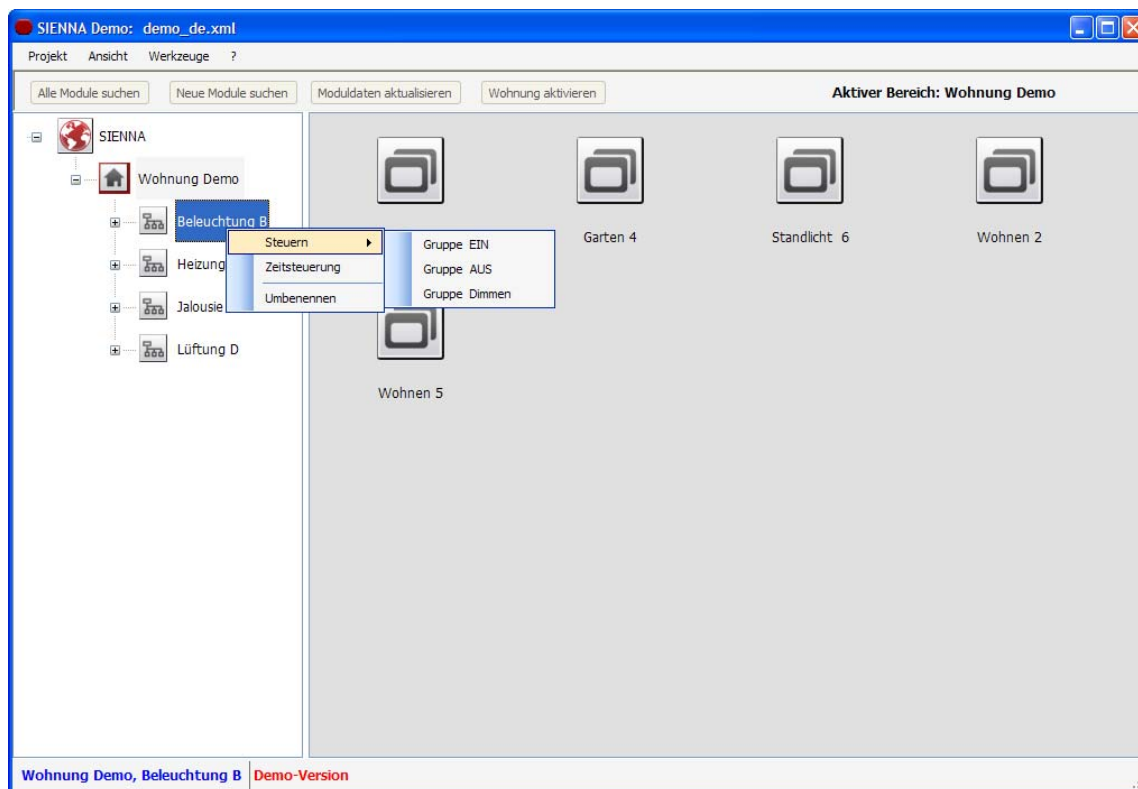 SIENNA Demo: demo_de.xml
Projekt Ansicht Werkzeuge ?
Alle Module suchen Neue Module suchen Moduldaten aktualisieren Wohnung aktivieren Aktiver Bereich: Wohnung Demo
SIENNA
Wohnung Demo
Beleuchtung B
Heizung
Jalousie
Lüftung D
Steuern
Zeitsteuerung
Umbenennen
Gruppe EIN
Gruppe AUS
Gruppe Dimmen
Garten 4
Standlicht 6
Wohnen 2
Wohnen 5
Wohnung Demo, Beleuchtung B Demo-Version